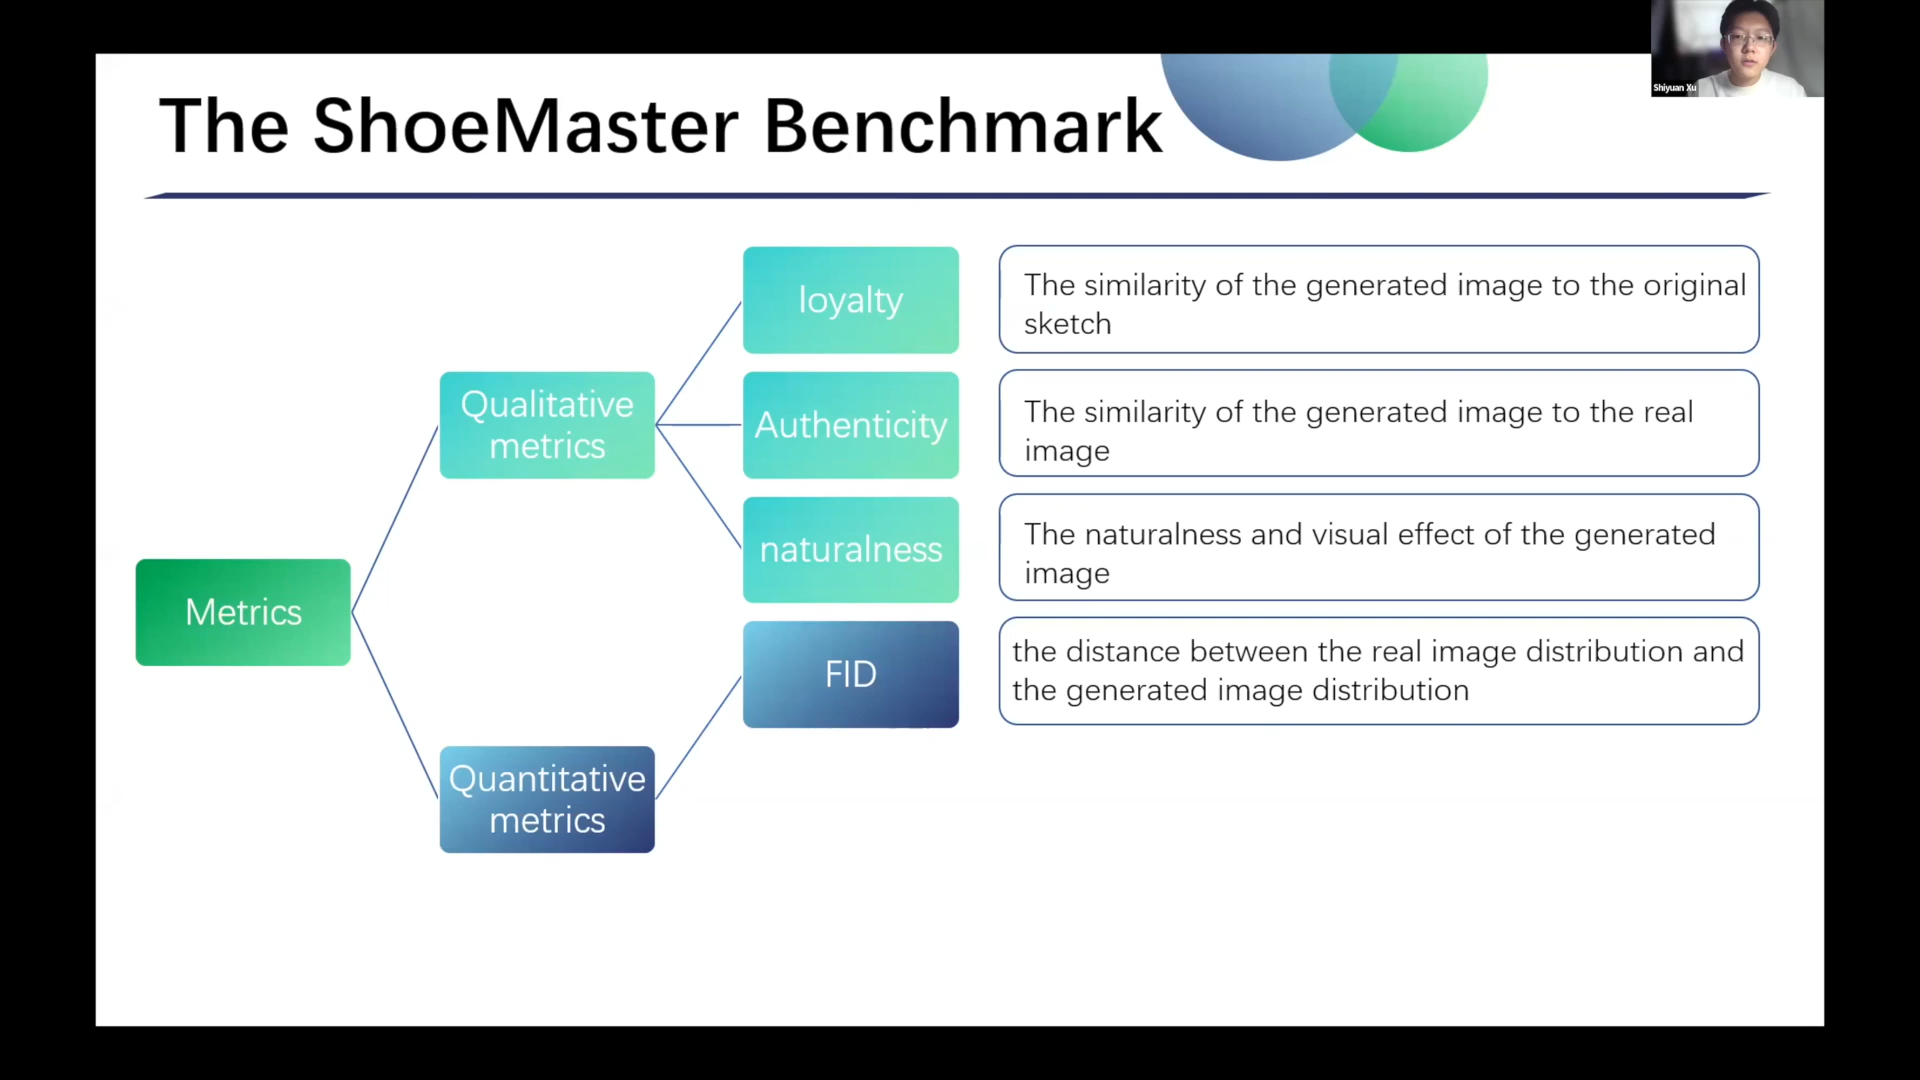 The ShoeMaster Benchmark
Shiyuan Xu
Metrics
Qualitative
metrics
Quantitative
metrics
loyalty
The similarity of the generated image to the original
sketch
Authenticity
The similarity of the generated image to the real
image
naturalness
The naturalness and visual effect of the generated
image
FID
the distance between the real image distribution and
the generated image distribution